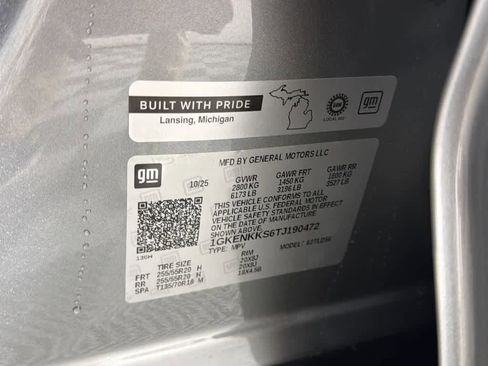 BUILT WITH PRIDE
Lansing, Michigan
gm
gm
MFD BY GENERAL MOTORS LLC
10/25 GVWR GAWR FRT GAWR RR
2800 KG 1450 KG 1600 KG
6173 LB 3196 LB 3527 LB
THIS VEHICLE CONFORMS TO ALL
APPLICABLE U.S. FEDERAL MOTOR
VEHICLE SAFETY STANDARDS IN
EFFECT ON THE DATE OF
MANUFACTURE SHOWN ABOVE.
1GKENKKS6TJ190472
TYPE: MPV MODEL:
TIRE SIZE RIM
FRT 255/55R20 H 20X8J
RR 255/55R20 H 20X8J
SPA T135/70R18 M 18X4.5B